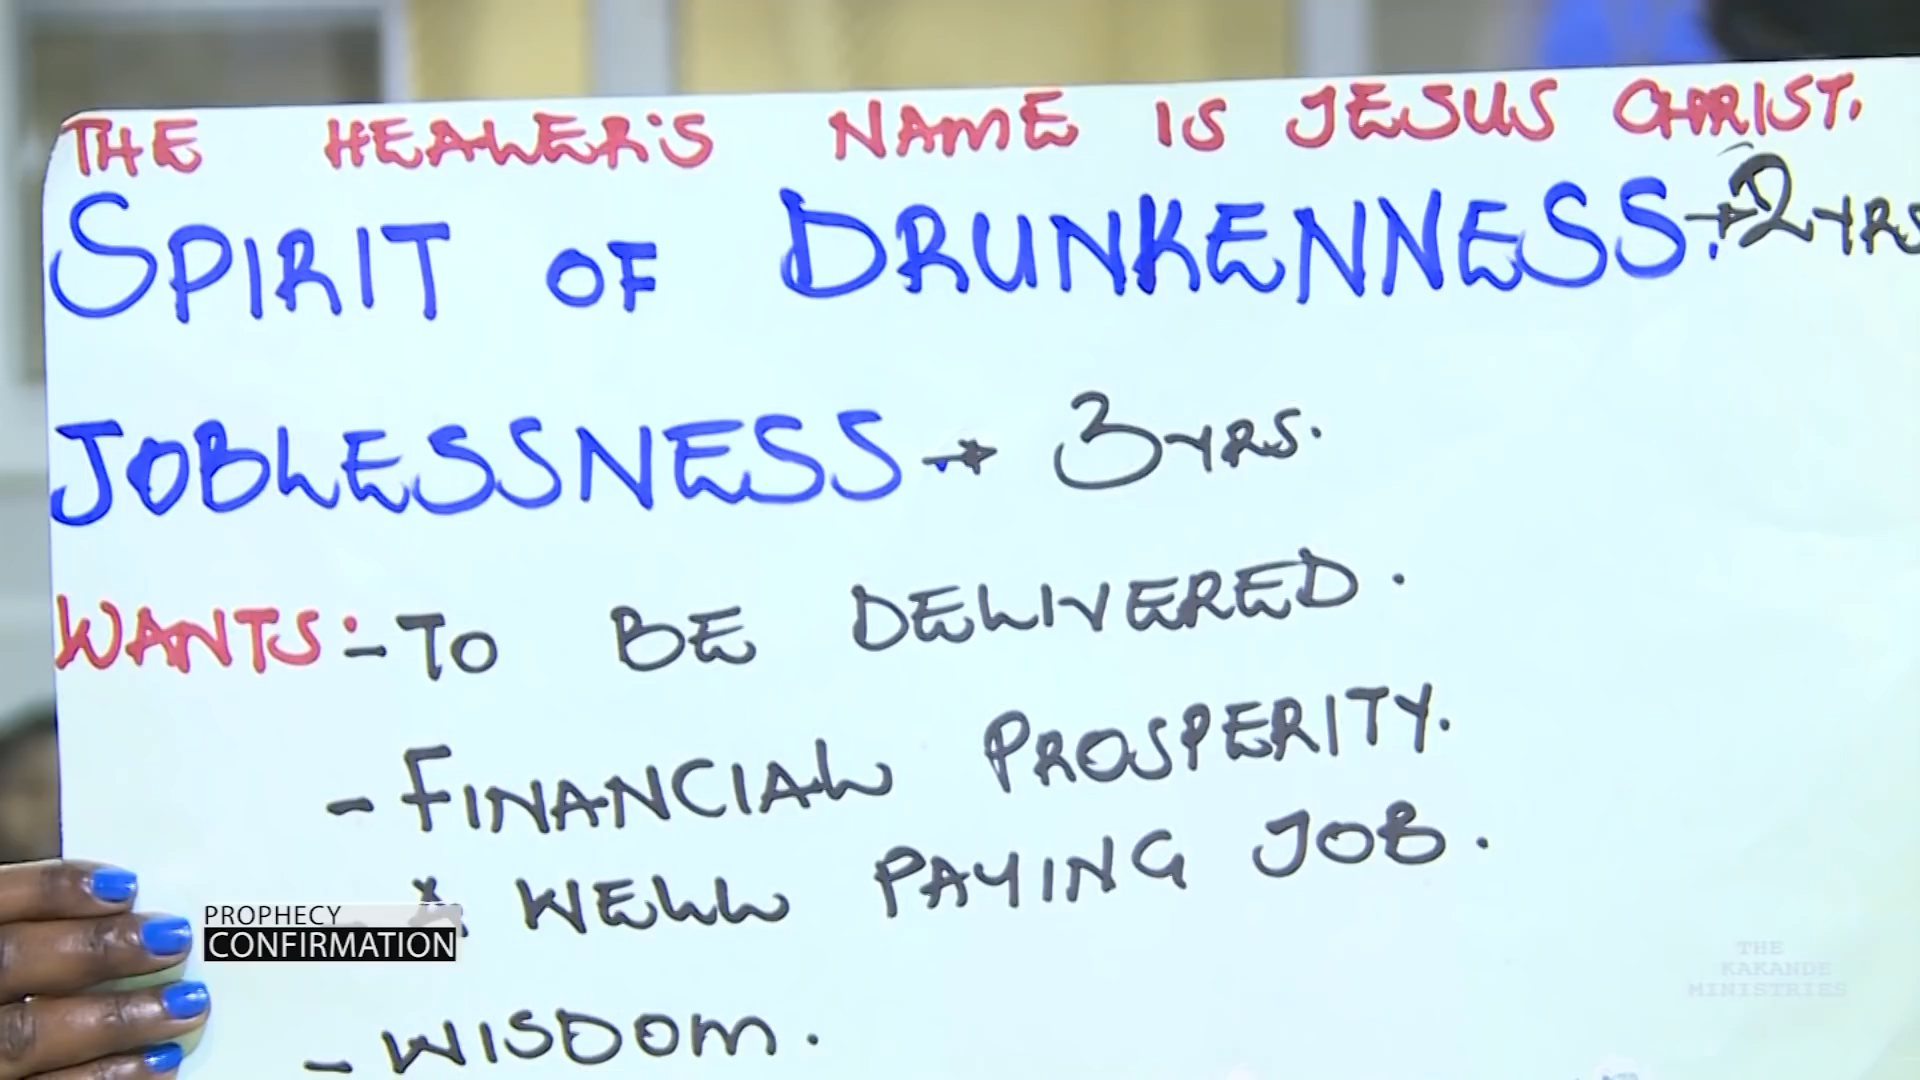 THE HEALER'S NAME IS JESUS CHRIST.
SPIRIT OF DRUNKENNESS. → 2YRS
JOBLESSNESS → 3YRS.
WANTS:- TO BE DELIVERED.
- FINANCIAL PROSPERITY.
- A WELL PAYING JOB.
- WISDOM.
PROPHECY
CONFIRMATION
THE
KAKANDE
MINISTRIES